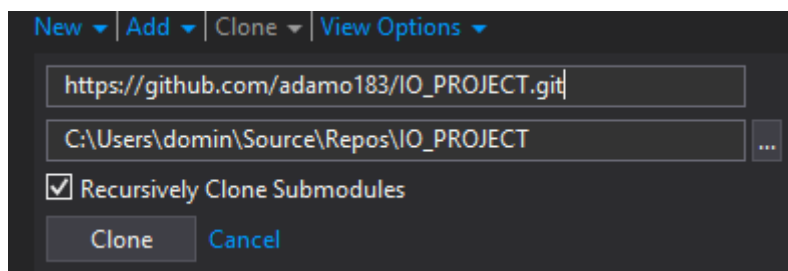 New | Add | Clone | View Options
https://github.com/adamo183/IO_PROJECT.git
C:\Users\domin\Source\Repos\IO_PROJECT ...
Recursively Clone Submodules
Clone Cancel